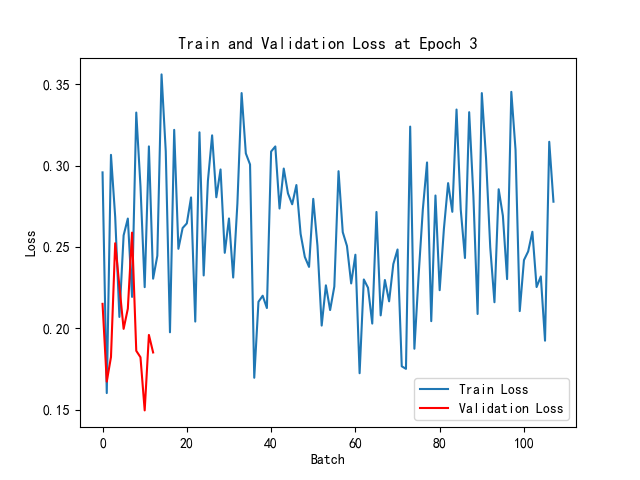 Train and Validation Loss at Epoch 3
Loss
0.35
0.30
0.25
0.20
0.15
0 20 40 60 80 100
Batch
Train Loss
Validation Loss